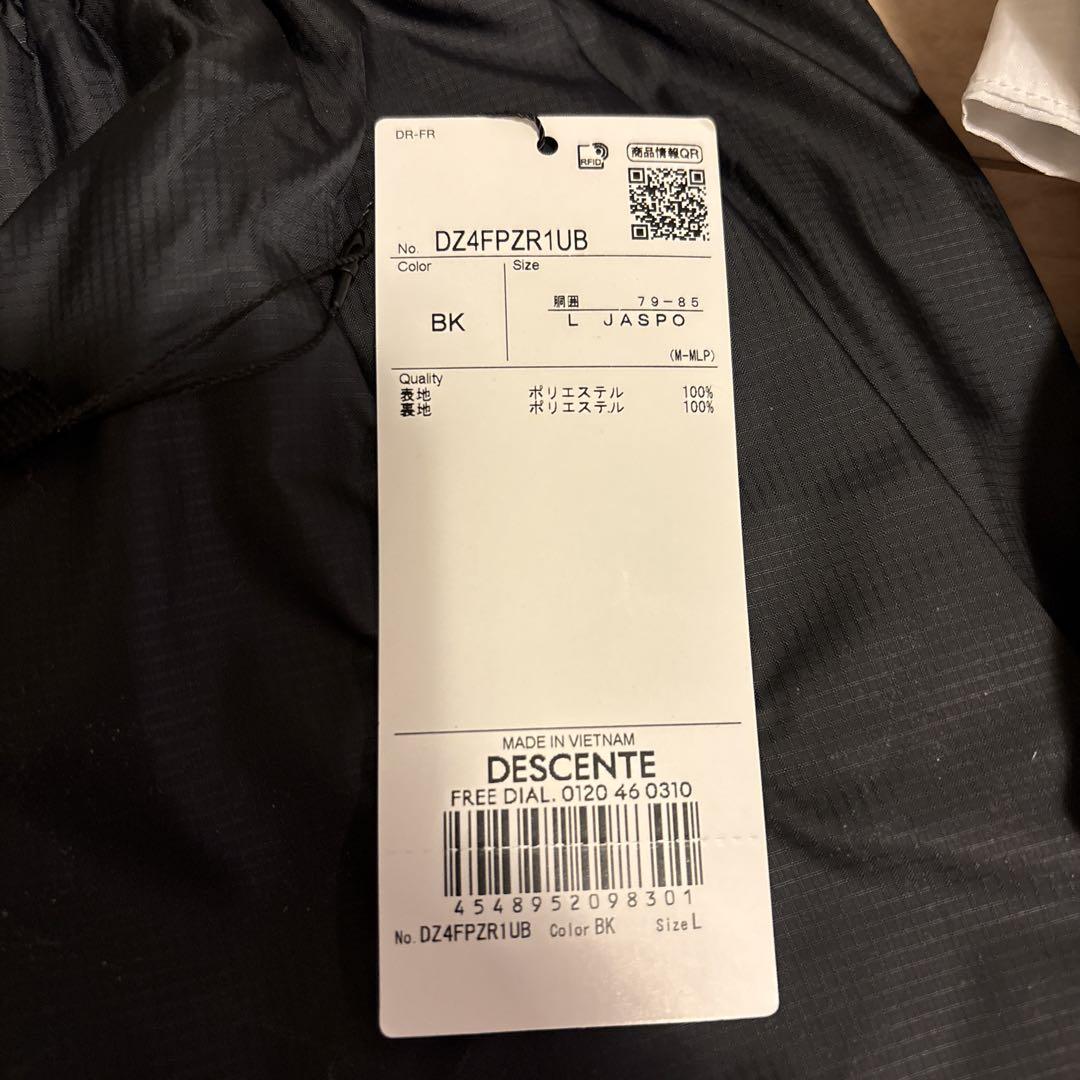 DR-FR
RFID
商品情報QR
No. DZ4FPZR1UB
Color
Size
BK
胴囲 79-85
L JASPO
(M-MLP)
Quality
表地 ポリエステル 100%
裏地 ポリエステル 100%
MADE IN VIETNAM
DESCENTE
FREE DIAL. 0120 46 0310
4548952098301
No. DZ4FPZR1UB Color BK Size L